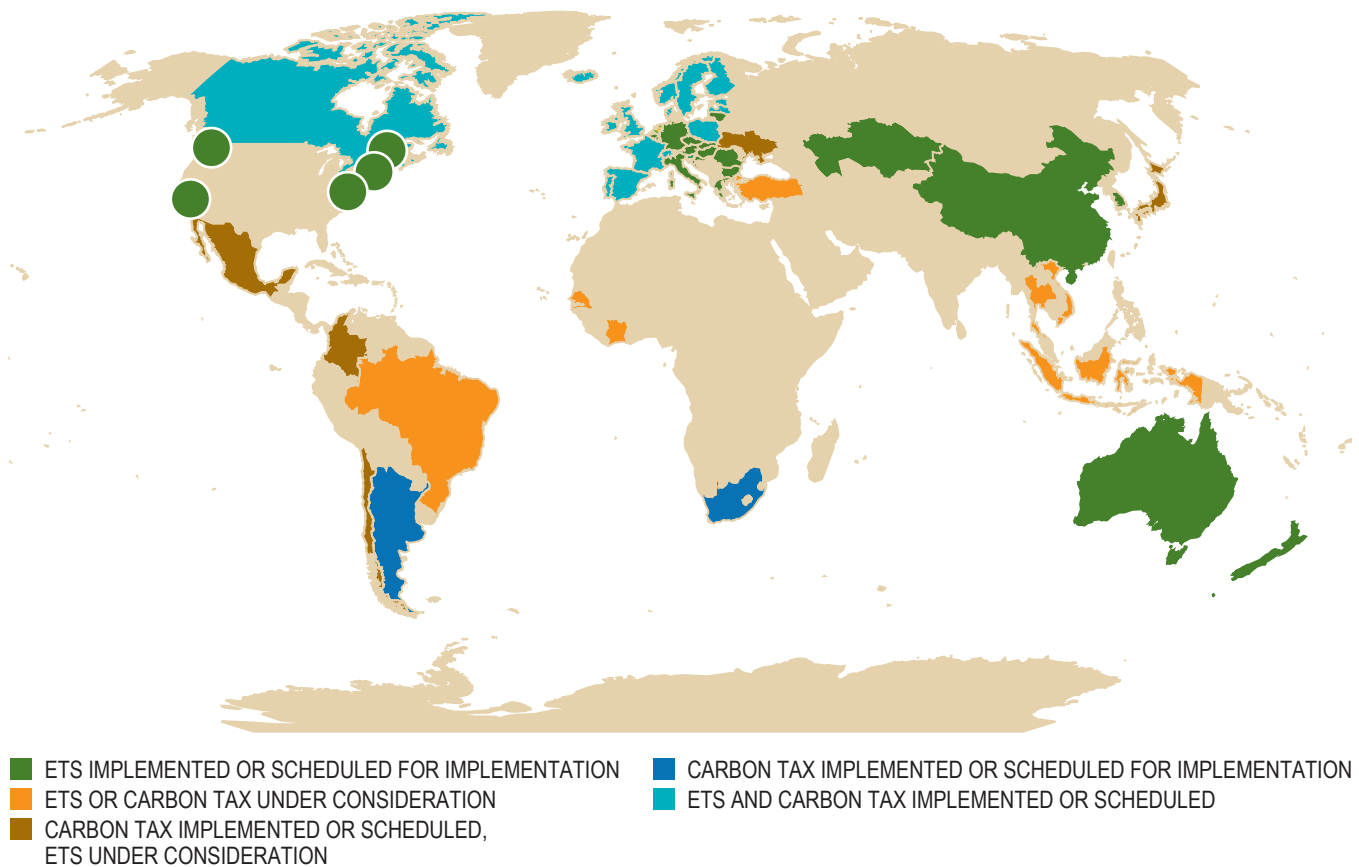 ETS IMPLEMENTED OR SCHEDULED FOR IMPLEMENTATION
ETS OR CARBON TAX UNDER CONSIDERATION
CARBON TAX IMPLEMENTED OR SCHEDULED,
ETS UNDER CONSIDERATION
CARBON TAX IMPLEMENTED OR SCHEDULED FOR IMPLEMENTATION
ETS AND CARBON TAX IMPLEMENTED OR SCHEDULED